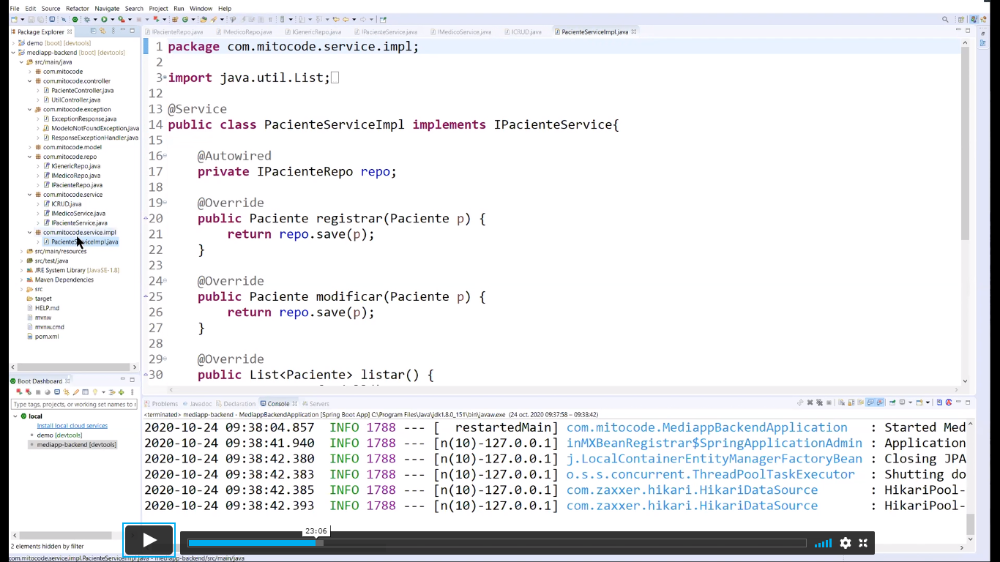 File Edit Source Refactor Navigate Search Project Run Window Help
Package Explorer
IPacienteRepo.java IMedicoRepo.java IGenericRepo.java IPacienteService.java IMedicoService.java ICRUD.java PacienteServiceImpl.java
demo [boot] [devtools]
mediapp-backend [boot] [devtools]
src/main/java
com.mitocode
com.mitocode.controller
PacienteController.java
UtilController.java
com.mitocode.exception
ExceptionResponse.java
ModeloNotFoundException.java
ResponseExceptionHandler.java
com.mitocode.model
com.mitocode.repo
IGenericRepo.java
IMedicoRepo.java
IPacienteRepo.java
com.mitocode.service
ICRUD.java
IMedicoService.java
IPacienteService.java
com.mitocode.service.impl
PacienteServiceImpl.java
src/main/resources
src/test/java
JRE System Library [JavaSE-1.8]
Maven Dependencies
src
target
HELP.md
mvnw
mvnw.cmd
pom.xml
1 package com.mitocode.service.impl;
2
3 import java.util.List;
12
13 @Service
14 public class PacienteServiceImpl implements IPacienteService{
15
16 @Autowired
17 private IPacienteRepo repo;
18
19 @Override
20 public Paciente registrar(Paciente p) {
21 return repo.save(p);
22 }
23
24 @Override
25 public Paciente modificar(Paciente p) {
26 return repo.save(p);
27 }
28
29 @Override
30 public List<Paciente> listar() {
Boot Dashboard
Type tags, projects, or working set names to
local
Install local cloud services
demo [devtools]
mediapp-backend [devtools]
2 elements hidden by filter
Problems Javadoc Declaration Console Servers
<terminated> mediapp-backend - MediappBackendApplication [Spring Boot App] C:\Program Files\Java\jdk1.8.0_151\bin\javaw.exe (24 oct. 2020 09:37:58 – 09:38:42)
2020-10-24 09:38:04.857 INFO 1788 --- [ restartedMain] com.mitocode.MediappBackendApplication : Started Med
2020-10-24 09:38:41.940 INFO 1788 --- [n(10)-127.0.0.1] inMXBeanRegistrar$SpringApplicationAdmin : Application
2020-10-24 09:38:42.380 INFO 1788 --- [n(10)-127.0.0.1] j.LocalContainerEntityManagerFactoryBean : Closing JPA
2020-10-24 09:38:42.383 INFO 1788 --- [n(10)-127.0.0.1] o.s.s.concurrent.ThreadPoolTaskExecutor : Shutting do
2020-10-24 09:38:42.385 INFO 1788 --- [n(10)-127.0.0.1] com.zaxxer.hikari.HikariDataSource : HikariPool-
2020-10-24 09:38:42.393 INFO 1788 --- [n(10)-127.0.0.1] com.zaxxer.hikari.HikariDataSource : HikariPool-
23:06
com.mitocode.service.impl.PacienteServiceImpl.java - mediapp-backend/src/main/java